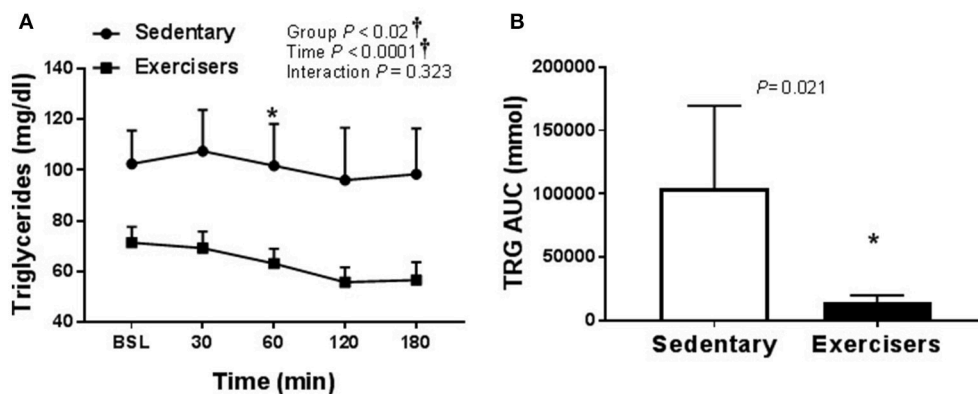 A
Sedentary
Exercisers
Group P < 0.02†
Time P < 0.0001†
Interaction P = 0.323
Triglycerides (mg/dl)
140
120
100
80
60
40
*
BSL 30 60 120 180
Time (min)
B
P= 0.021
TRG AUC (mmol)
200000
150000
100000
50000
0
*
Sedentary Exercisers